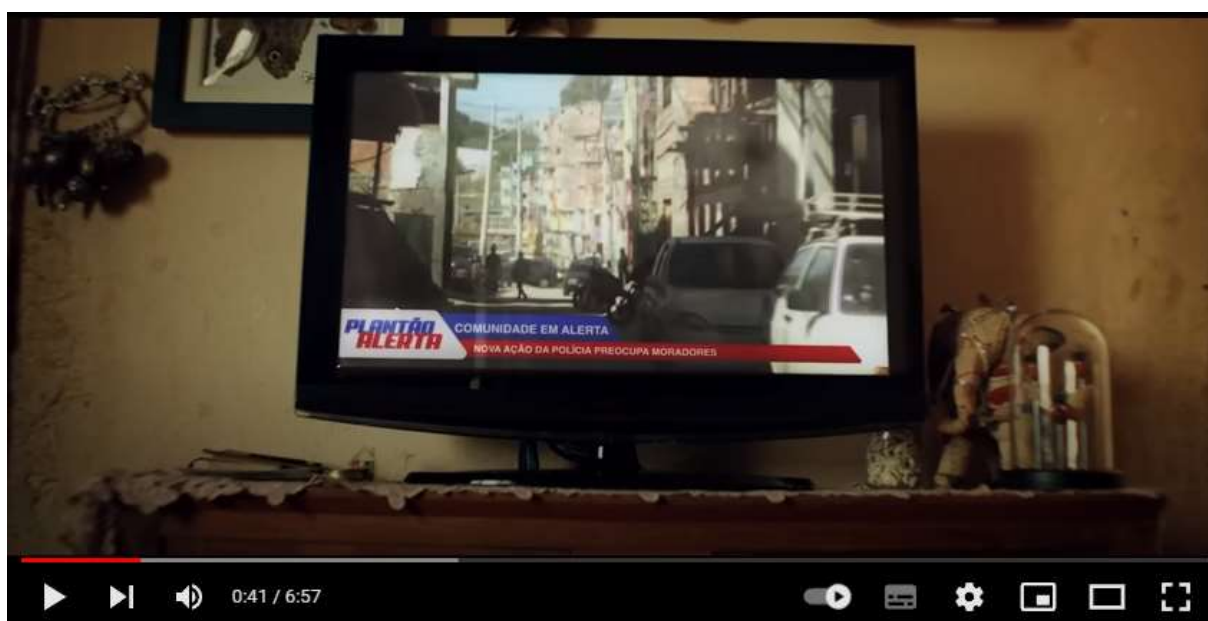 PLANTÃO
ALERTA
COMUNIDADE EM ALERTA
NOVA AÇÃO DA POLÍCIA PREOCUPA MORADORES
0:41 / 6:57